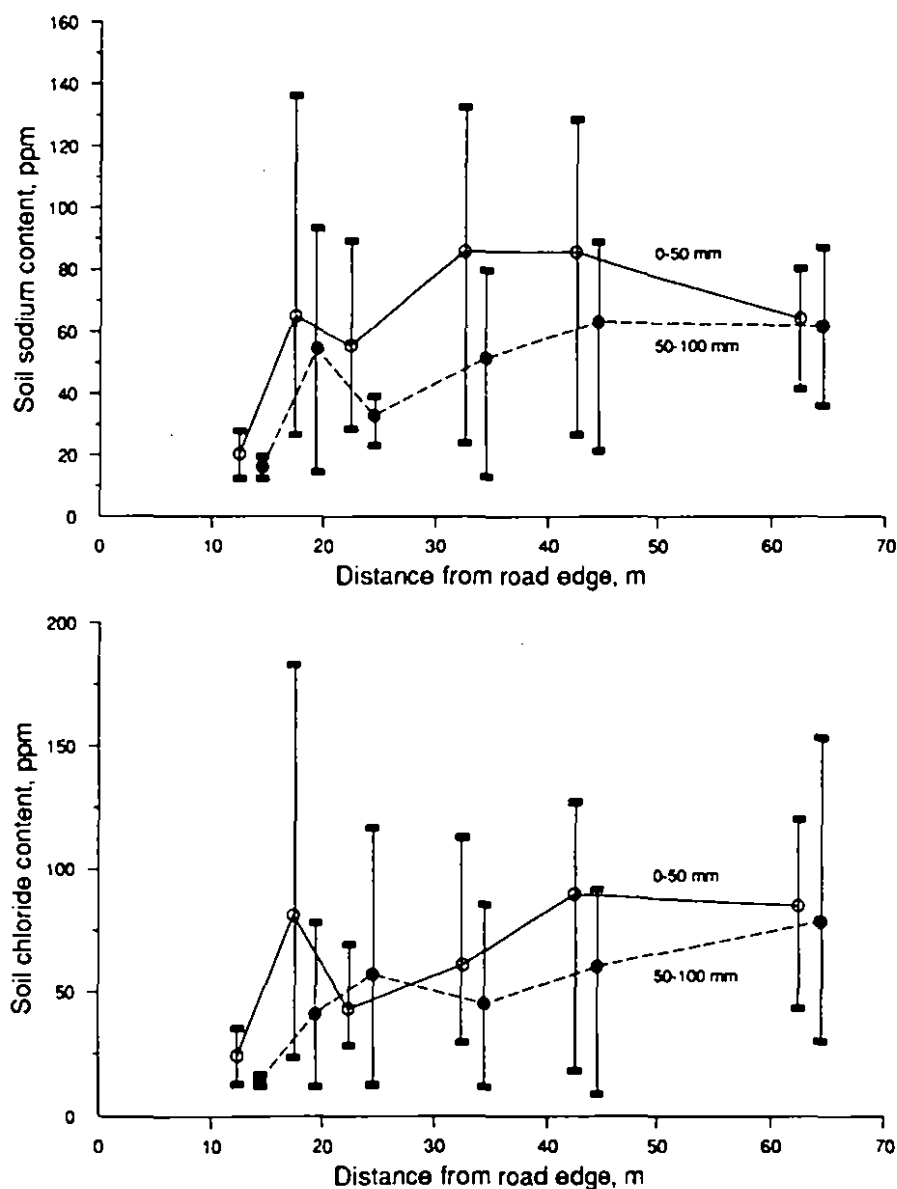 160
140
120
100
80
60
40
20
0
Soil sodium content, ppm
0-50 mm
50-100 mm
0 10 20 30 40 50 60 70
Distance from road edge, m
200
150
100
50
0
Soil chloride content, ppm
0-50 mm
50-100 mm
0 10 20 30 40 50 60 70
Distance from road edge, m